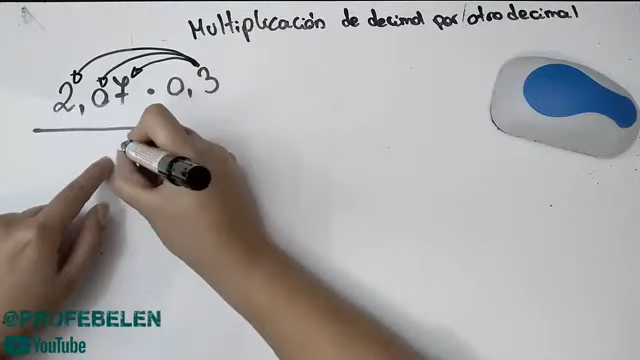 Multiplicación de decimal por otro decimal
2,07 · 0,3
@PROFEBELEN
YouTube